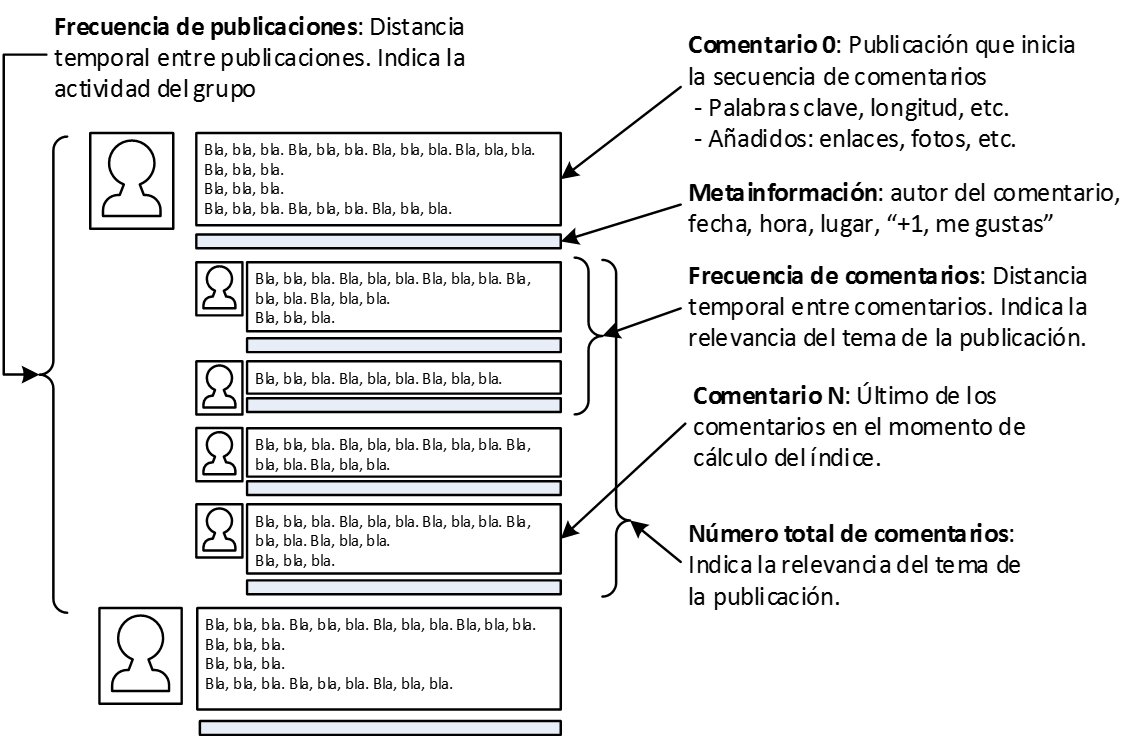 Frecuencia de publicaciones: Distancia
temporal entre publicaciones. Indica la
actividad del grupo
Comentario 0: Publicación que inicia
la secuencia de comentarios
- Palabras clave, longitud, etc.
- Añadidos: enlaces, fotos, etc.
Bla, bla, bla. Bla, bla, bla. Bla, bla, bla. Bla, bla, bla.
Bla, bla, bla.
Bla, bla, bla.
Bla, bla, bla. Bla, bla, bla. Bla, bla, bla.
Metainformación: autor del comentario,
fecha, hora, lugar, “+1, me gustas”
Bla, bla, bla. Bla, bla, bla. Bla, bla, bla. Bla,
bla, bla. Bla, bla, bla.
Bla, bla, bla.
Frecuencia de comentarios: Distancia
temporal entre comentarios. Indica la
relevancia del tema de la publicación.
Bla, bla, bla. Bla, bla, bla. Bla, bla, bla.
Comentario N: Último de los
comentarios en el momento de
cálculo del índice.
Bla, bla, bla. Bla, bla, bla. Bla, bla, bla. Bla,
bla, bla. Bla, bla, bla.
Bla, bla, bla. Bla, bla, bla. Bla, bla, bla. Bla,
bla, bla. Bla, bla, bla.
Bla, bla, bla.
Número total de comentarios:
Indica la relevancia del tema de
la publicación.
Bla, bla, bla. Bla, bla, bla. Bla, bla, bla. Bla, bla, bla.
Bla, bla, bla.
Bla, bla, bla.
Bla, bla, bla. Bla, bla, bla. Bla, bla, bla.